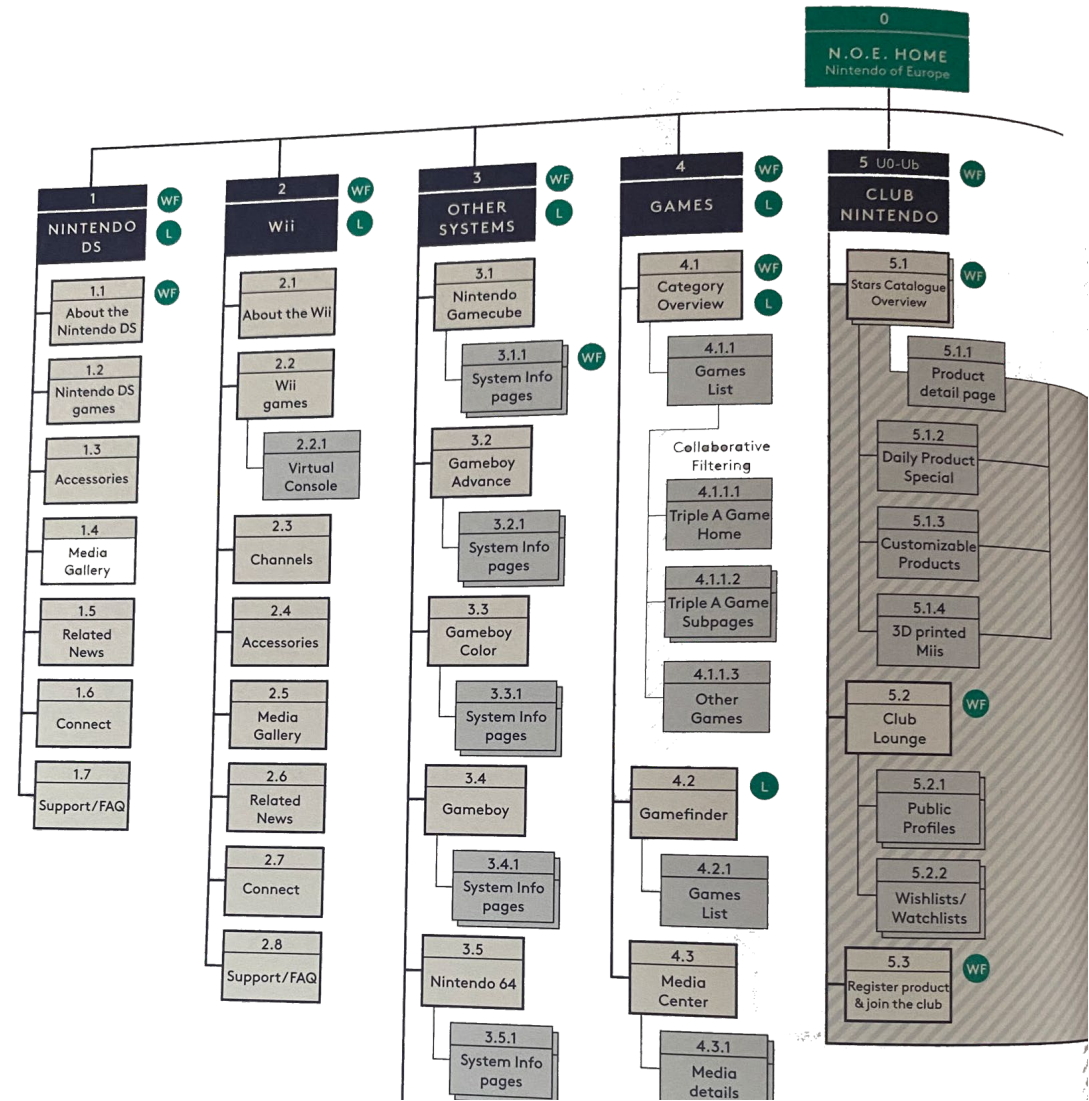 0
N.O.E. HOME
Nintendo of Europe
1
NINTENDO
DS
WF
L
1.1
About the
Nintendo DS
WF
1.2
Nintendo DS
games
1.3
Accessories
1.4
Media
Gallery
1.5
Related
News
1.6
Connect
1.7
Support/FAQ
2
Wii
WF
L
2.1
About the Wii
2.2
Wii
games
2.2.1
Virtual
Console
2.3
Channels
2.4
Accessories
2.5
Media
Gallery
2.6
Related
News
2.7
Connect
2.8
Support/FAQ
3
OTHER
SYSTEMS
WF
L
3.1
Nintendo
Gamecube
3.1.1
System Info
pages
WF
3.2
Gameboy
Advance
3.2.1
System Info
pages
3.3
Gameboy
Color
3.3.1
System Info
pages
3.4
Gameboy
3.4.1
System Info
pages
3.5
Nintendo 64
3.5.1
System Info
pages
4
GAMES
WF
L
4.1
Category
Overview
WF
L
4.1.1
Games
List
Collaborative
Filtering
4.1.1.1
Triple A Game
Home
4.1.1.2
Triple A Game
Subpages
4.1.1.3
Other
Games
4.2
Gamefinder
L
4.2.1
Games
List
4.3
Media
Center
4.3.1
Media
details
5 U0-Ub
CLUB
NINTENDO
WF
5.1
Stars Catalogue
Overview
WF
5.1.1
Product
detail page
5.1.2
Daily Product
Special
5.1.3
Customizable
Products
5.1.4
3D printed
Miis
5.2
Club
Lounge
WF
5.2.1
Public
Profiles
5.2.2
Wishlists/
Watchlists
5.3
Register product
& join the club
WF